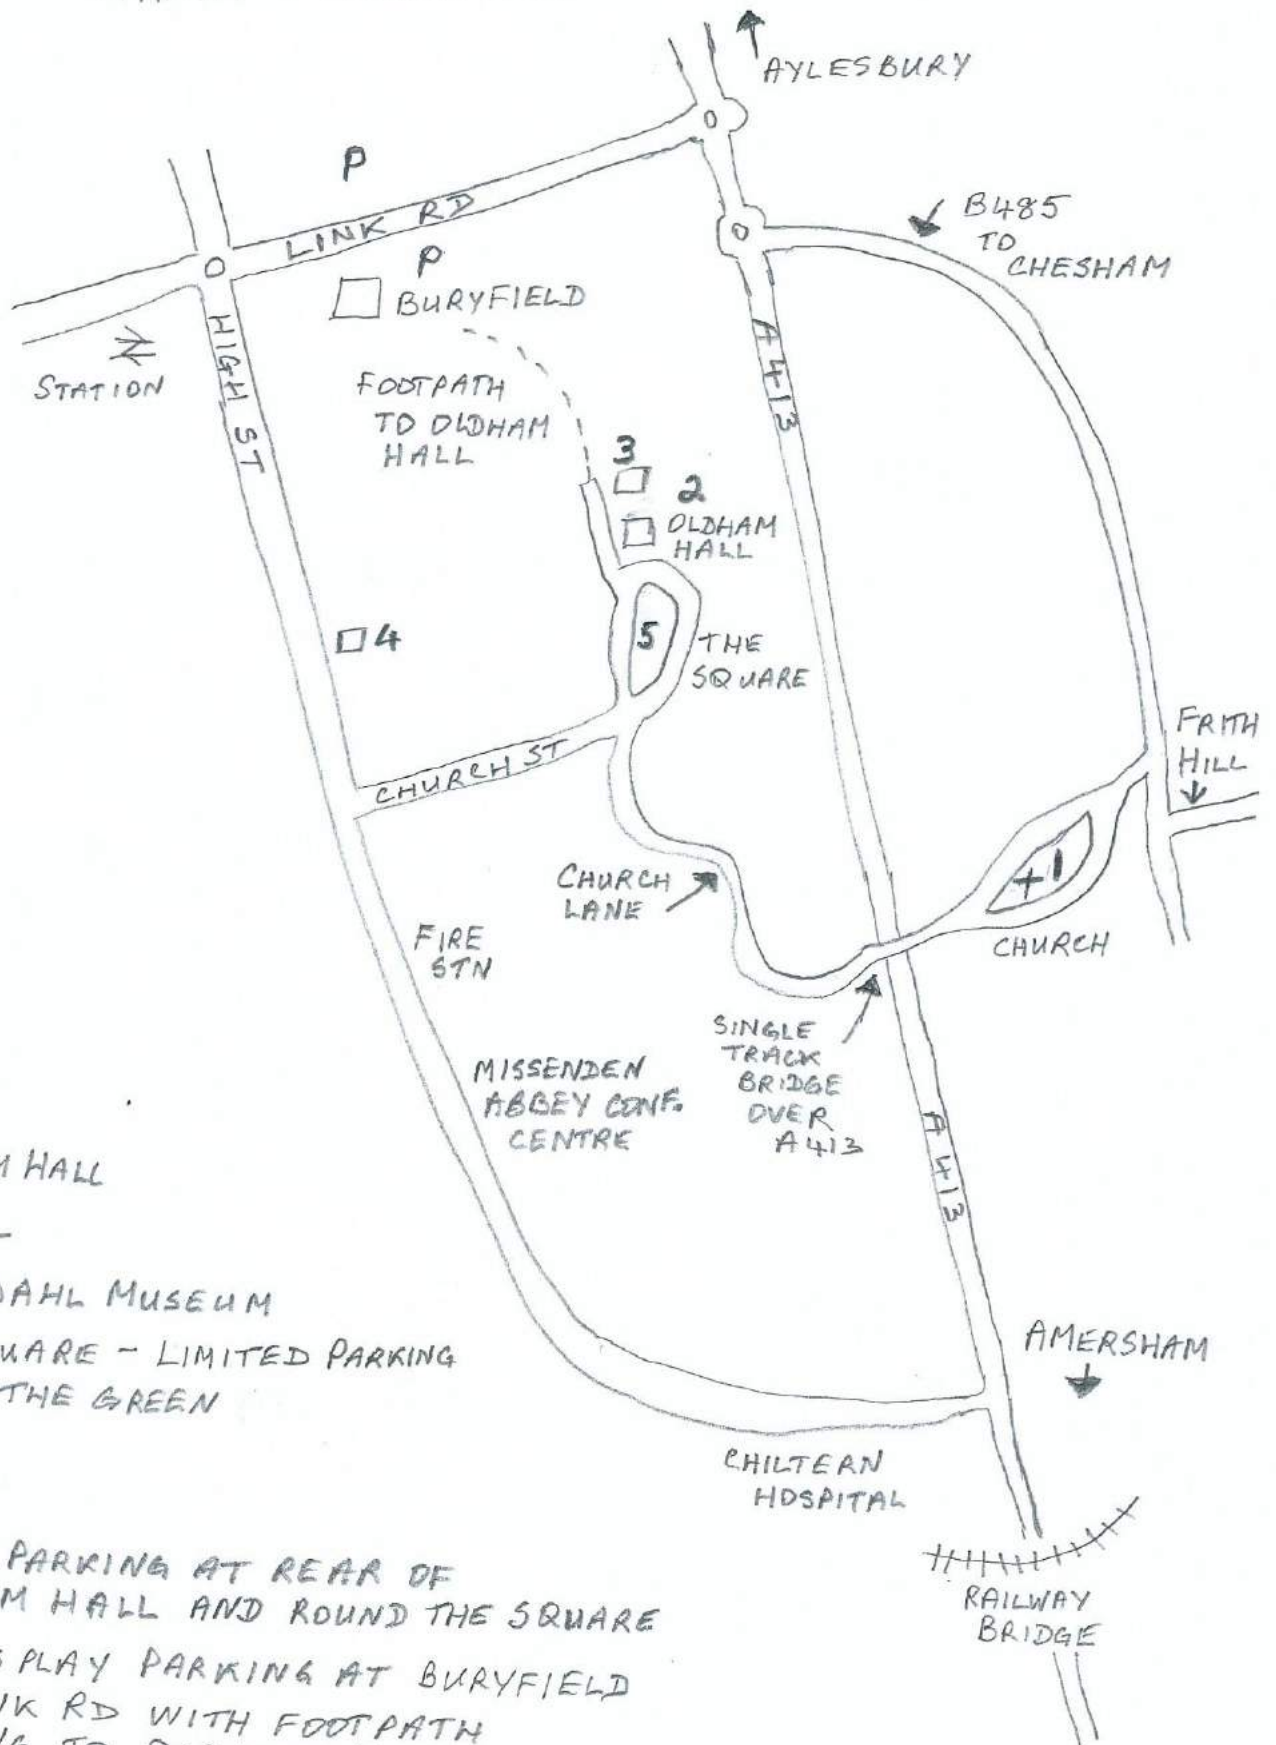 AYLESBURY
P
LINK RD
B485
TO
CHESHAM
P
BURYFIELD
HIGH ST
A413
STATION
FOOTPATH
TO OLDHAM
HALL
3
2
OLDHAM
HALL
4
5
THE
SQUARE
FRITH
HILL
CHURCH ST
CHURCH
LANE
+1
CHURCH
FIRE
STN
SINGLE
TRACK
BRIDGE
OVER
A413
MISSENDEN
ABBEY CONF.
CENTRE
A413
M HALL
DAHL MUSEUM
UARE - LIMITED PARKING
THE GREEN
AMERSHAM
CHILTERN
HOSPITAL
PARKING AT REAR OF
M HALL AND ROUND THE SQUARE
RAILWAY
BRIDGE
SPLAY PARKING AT BURYFIELD
NK RD WITH FOOTPATH